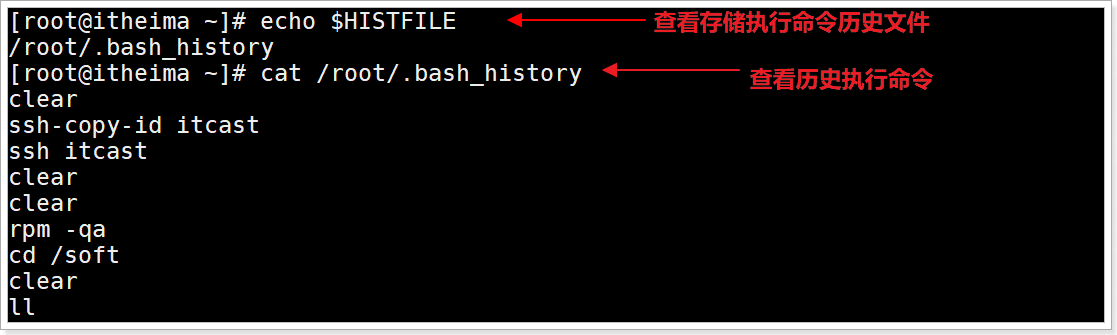 [root@itheima ~]# echo $HISTFILE 查看存储执行命令历史文件
/root/.bash_history
[root@itheima ~]# cat /root/.bash_history 查看历史执行命令
clear
ssh-copy-id itcast
ssh itcast
clear
clear
rpm -qa
cd /soft
clear
ll